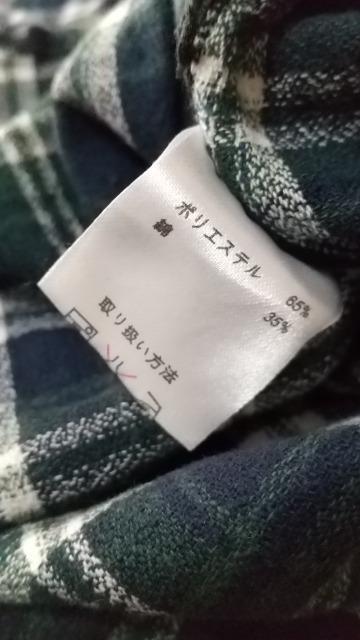 ポリエステル 65%
綿 35%
取り扱い方法